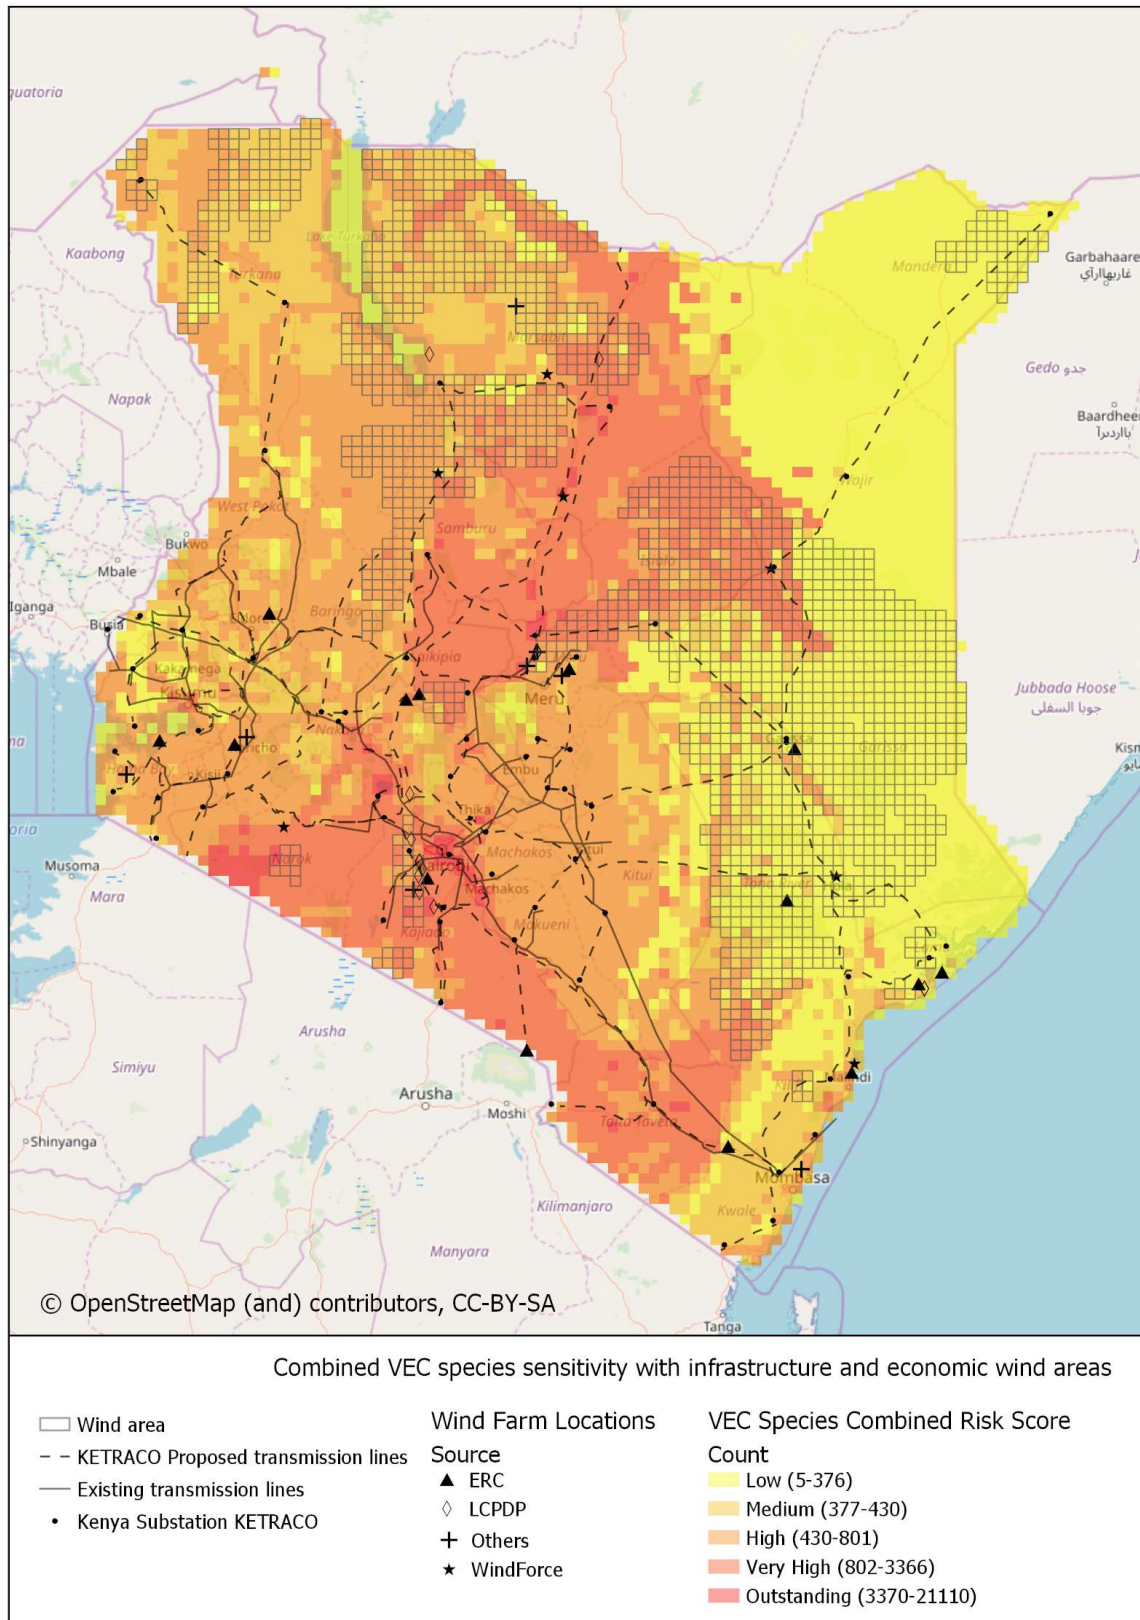 quatoria
Kaabong
Lake Turkana
Turkana
Mandera
Garbahaarey
Marsabit
Gedo جدو
Napak
Baardheere
Wajir
West Pokot
Bukwo
Samburu
Mbale
Isiolo
Iganga
Baringo
Busia
Laikipia
Kakamega
Kisumu
Meru
Meru
Jubbada Hoose
جوبا السفلى
Garissa
Garissa
Kericho
Homa Bay
Kisii
Embu
Thika
Musoma
Narok
Nairobi
Machakos
Kitui
Kitui
Mara
Machakos
Tana River
Hola
Makueni
Kajiado
Lamu
Arusha
Simiyu
Arusha
Moshi
Kilifi
Malindi
Shinyanga
Taita-Taveta
Mombasa
Kilimanjaro
Kwale
Manyara
© OpenStreetMap (and) contributors, CC-BY-SA
Tanga
Combined VEC species sensitivity with infrastructure and economic wind areas
Wind area
KETRACO Proposed transmission lines
Existing transmission lines
Kenya Substation KETRACO
Wind Farm Locations
Source
ERC
LCPDP
Others
WindForce
VEC Species Combined Risk Score
Count
Low (5-376)
Medium (377-430)
High (430-801)
Very High (802-3366)
Outstanding (3370-21110)